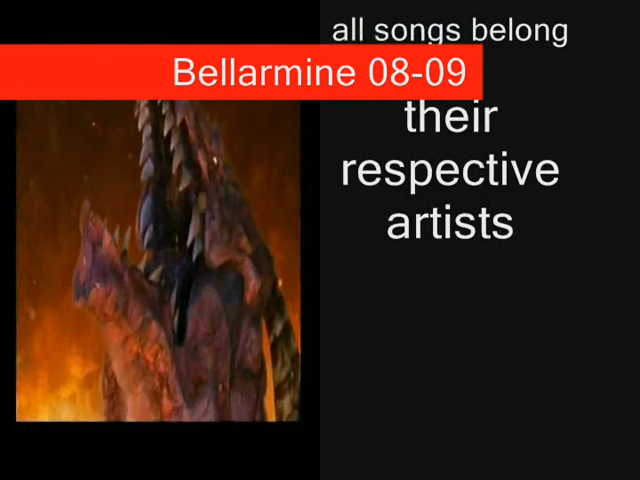 all songs belong
Bellarmine 08-09
their
respective
artists